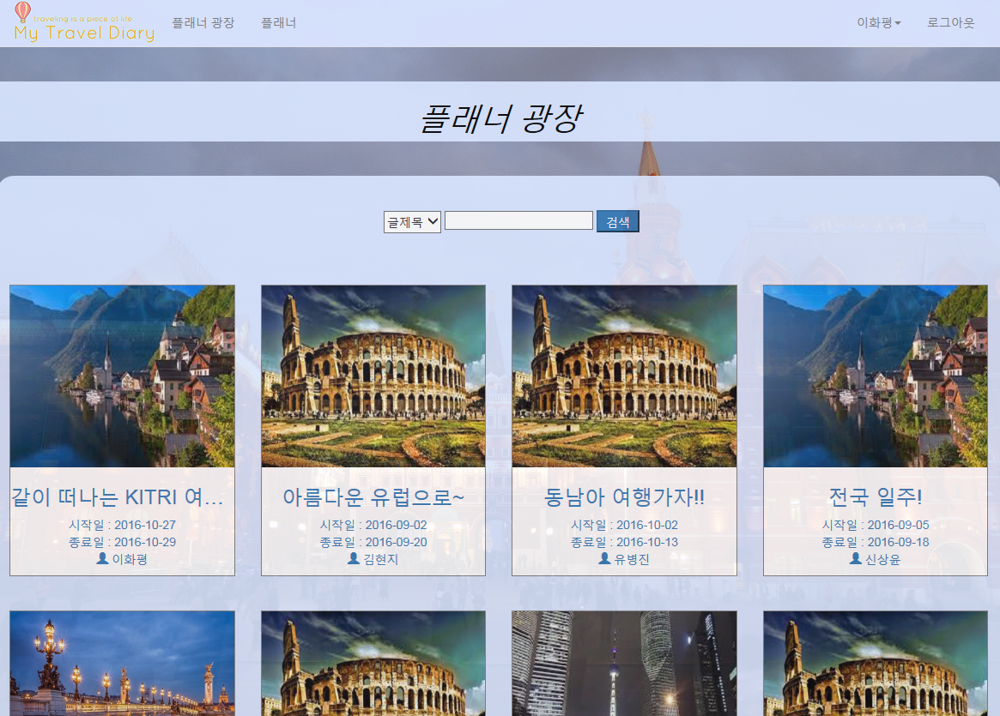 traveling is a piece of life
My Travel Diary
플래너 광장
플래너
이화평
로그아웃
플래너 광장
글제목
검색
같이 떠나는 KITRI 여...
시작일 : 2016-10-27
종료일 : 2016-10-29
이화평
아름다운 유럽으로~
시작일 : 2016-09-02
종료일 : 2016-09-20
김현지
동남아 여행가자!!
시작일 : 2016-10-02
종료일 : 2016-10-13
유병진
전국 일주!
시작일 : 2016-09-05
종료일 : 2016-09-18
신상윤